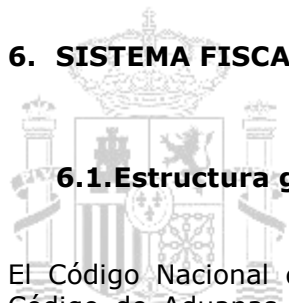 6. SISTEMA FISCA
6.1.Estructura g
El Código Nacional
Código de Aduanas